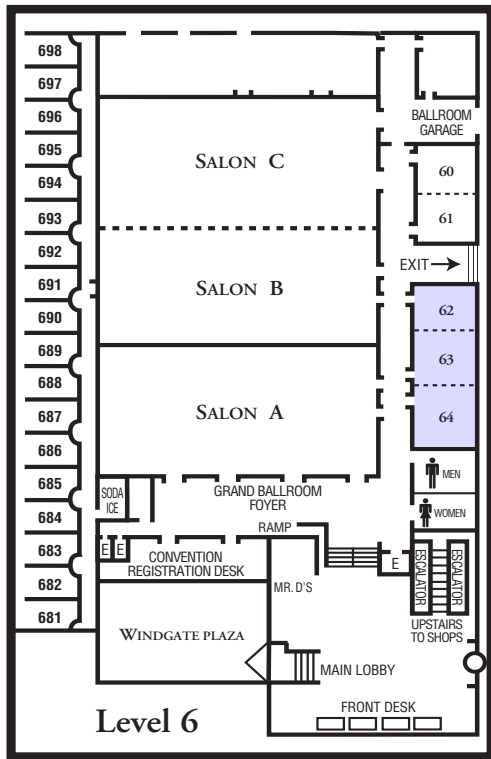 698
697
696
695
694
693
692
691
690
689
688
687
686
685
684
683
682
681
SALON C
SALON B
SALON A
BALLROOM
GARAGE
60
61
EXIT
62
63
64
MEN
WOMEN
SODA
ICE
GRAND BALLROOM
FOYER
RAMP
E E
CONVENTION
REGISTRATION DESK
MR. D'S
E
ESCALATOR
ESCALATOR
UPSTAIRS
TO SHOPS
WINDGATE PLAZA
MAIN LOBBY
FRONT DESK
Level 6